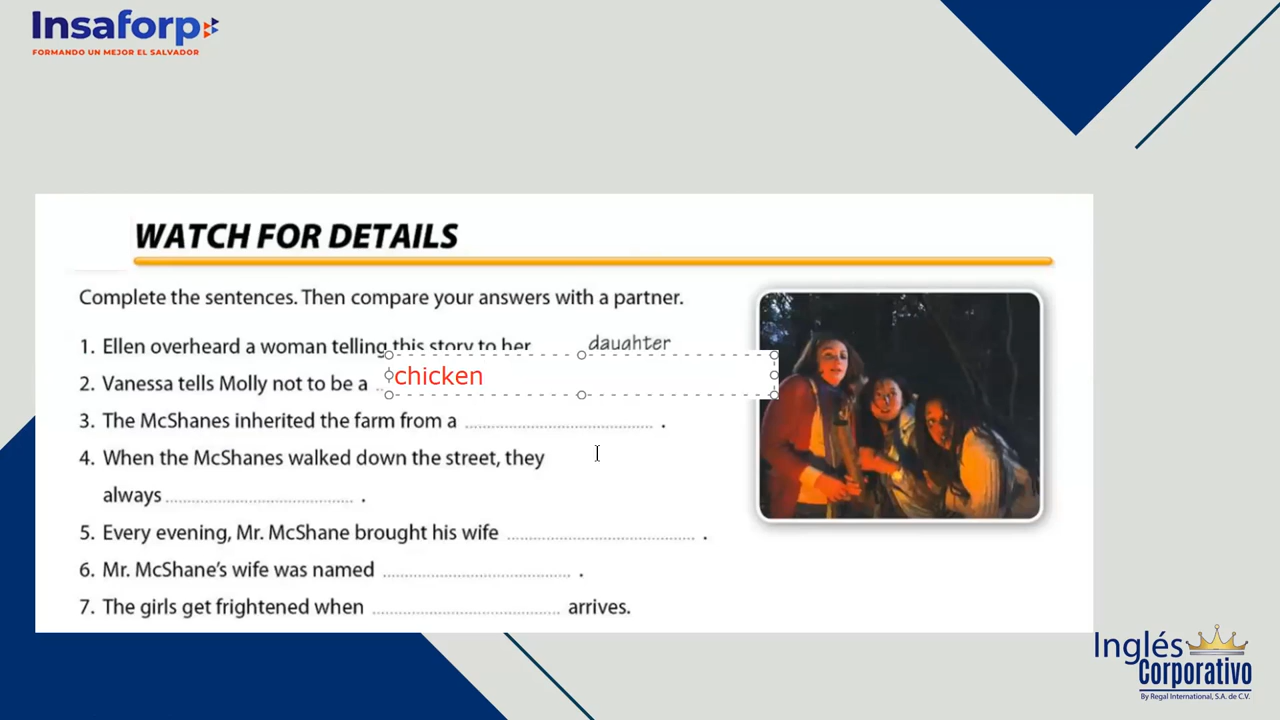 Insaforp
FORMANDO UN MEJOR EL SALVADOR
WATCH FOR DETAILS
Complete the sentences. Then compare your answers with a partner.
1. Ellen overheard a woman telling this story to her daughter
2. Vanessa tells Molly not to be a chicken
3. The McShanes inherited the farm from a .................... .
4. When the McShanes walked down the street, they
always .................... .
5. Every evening, Mr. McShane brought his wife .................... .
6. Mr. McShane's wife was named .................... .
7. The girls get frightened when .................... arrives.
Inglés
Corporativo
By Regal International, S.A. de C.V.